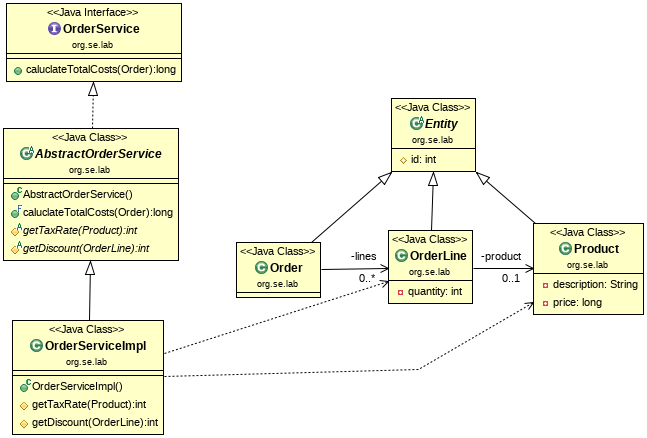 <<Java Interface>>
OrderService
org.se.lab
caluclateTotalCosts(Order):long
<<Java Class>>
AbstractOrderService
org.se.lab
AbstractOrderService()
caluclateTotalCosts(Order):long
getTaxRate(Product):int
getDiscount(OrderLine):int
<<Java Class>>
OrderServiceImpl
org.se.lab
OrderServiceImpl()
getTaxRate(Product):int
getDiscount(OrderLine):int
<<Java Class>>
Entity
org.se.lab
id: int
<<Java Class>>
Order
org.se.lab
-lines
0..*
<<Java Class>>
OrderLine
org.se.lab
quantity: int
-product
0..1
<<Java Class>>
Product
org.se.lab
description: String
price: long